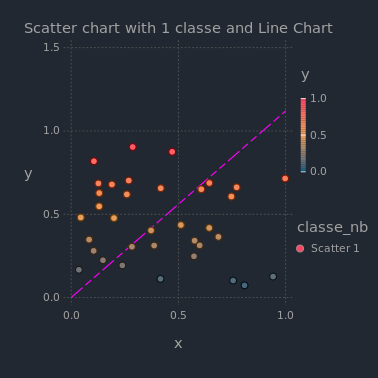 Scatter chart with 1 classe and Line Chart
1.5
1.0
0.5
0.0
y
0.0 0.5 1.0
x
y
1.0
0.5
0.0
classe_nb
Scatter 1